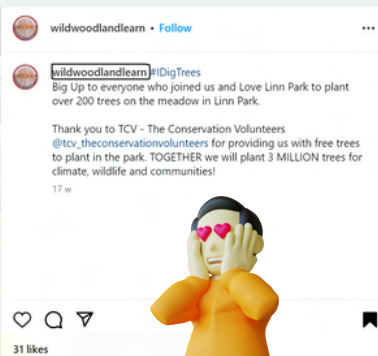 wildwoodlandlearn • Follow
wildwoodlandlearn #IDigTrees
Big Up to everyone who joined us and Love Linn Park to plant
over 200 trees on the meadow in Linn Park.
Thank you to TCV - The Conservation Volunteers
@tcv_theconservationvolunteers for providing us with free trees
to plant in the park. TOGETHER we will plant 3 MILLION trees for
climate, wildlife and communities!
17 w
31 likes